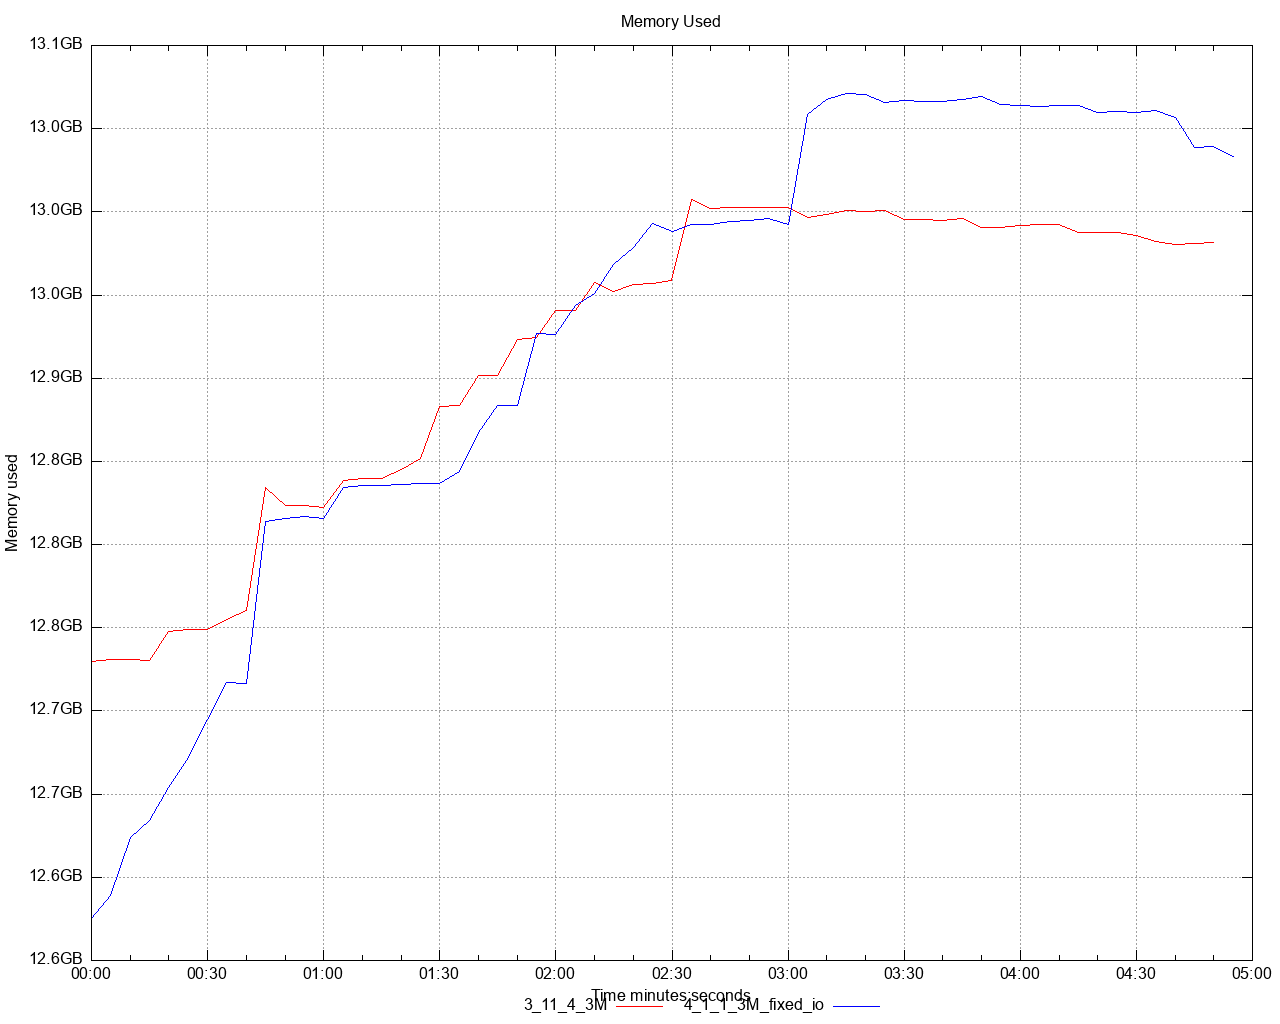 Memory Used
13.1GB
13.0GB
13.0GB
13.0GB
12.9GB
12.8GB
12.8GB
12.8GB
12.7GB
12.7GB
12.6GB
12.6GB
Memory used
00:00 00:30 01:00 01:30 02:00 02:30 03:00 03:30 04:00 04:30 05:00
Time minutes:seconds
3_11_4_3M 4_1_1_3M_fixed_io